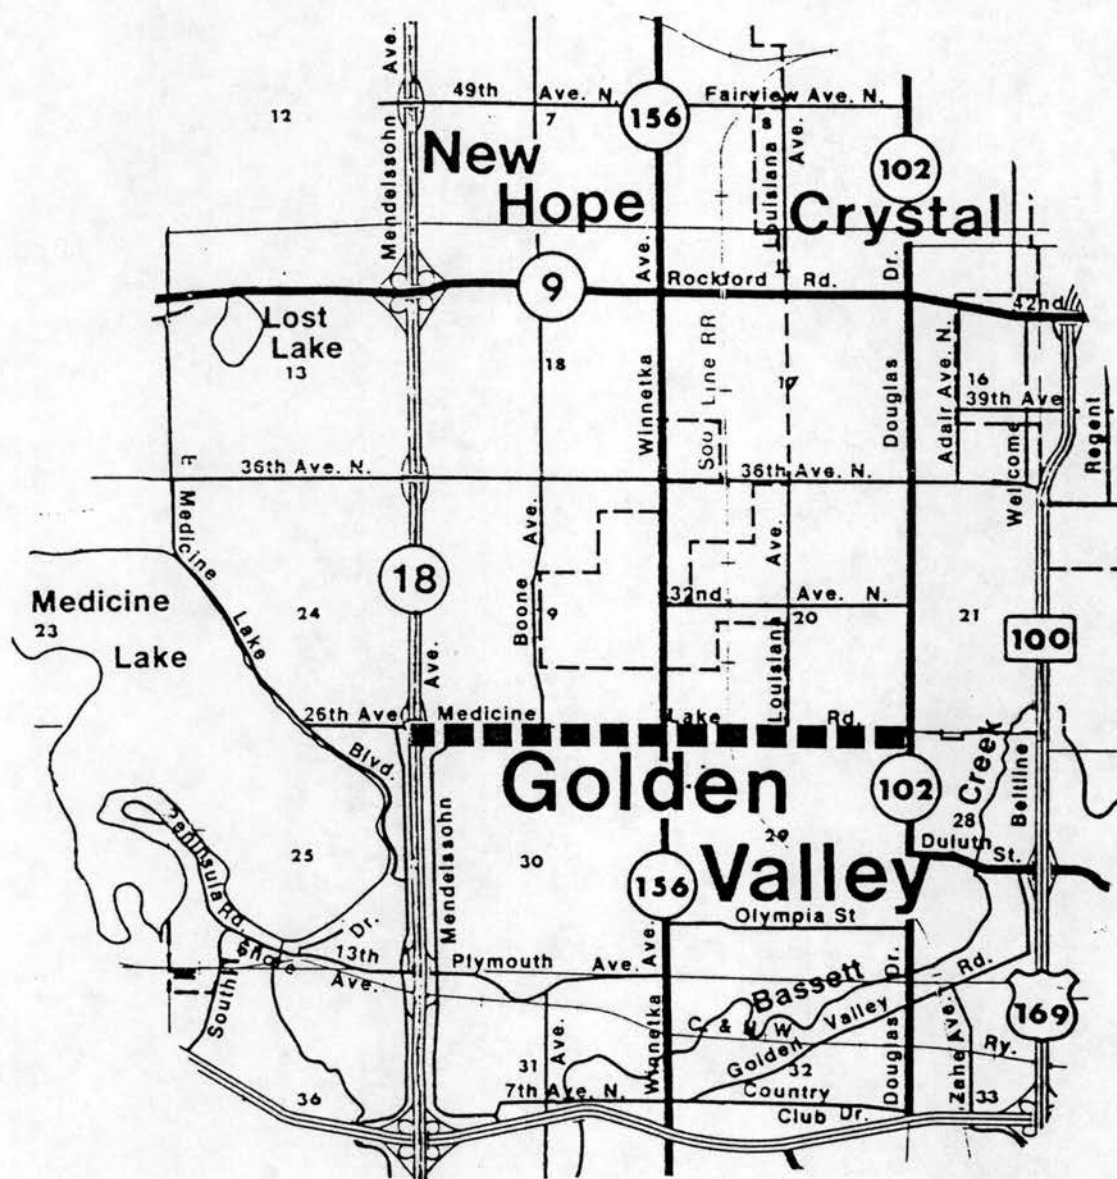 Ave.
Mendelssohn
49th Ave. N.
156
Fairview Ave. N.
12
7
8
102
New
Hope
Louisiana Ave.
Crystal
Ave.
Dr.
9
Rockford Rd.
42nd
Lost
Lake
13
18
Winnetka
Soo Line RR
17
Douglas
Adair Ave. N.
16
39th Ave
Welcome
Regent
E. Medicine Lake Blvd.
36th Ave. N.
36th Ave. N.
Ave.
Ave.
18
Medicine
Lake
23
24
Boone
9
32nd Ave. N.
20
21
100
Ave.
Louisiana
26th Ave
Medicine Lake Rd.
Golden
Valley
102
Creek
Beltline
28
Duluth St.
29
Mendelssohn
25
30
156
Peninsula Rd.
Olympia St
South Shore Dr.
13th Ave.
Plymouth Ave.
Ave.
Bassett
Dr.
Rd.
169
Winnetka
C & N W Ry.
Golden Valley
Douglas
Zane Ave.
31
Ave.
32
7th Ave. N.
Country
Club Dr.
33
36